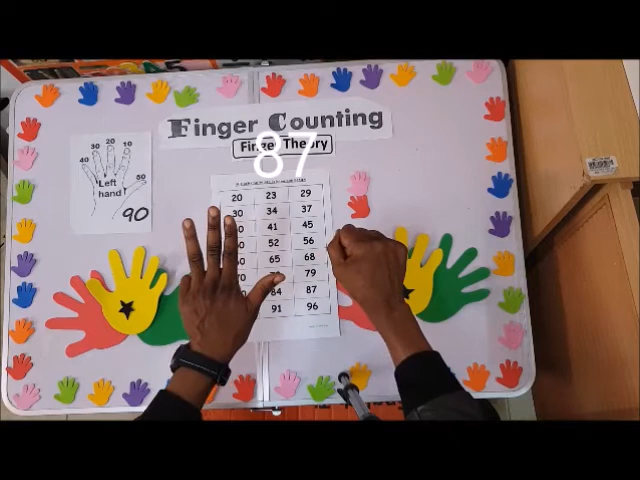 Finger Counting
Finger Theory
87
40 30 20 10
50
Left
hand
90
20 23 29
30 34 37
41 45
52 56
65 68
79
84 87
91 96